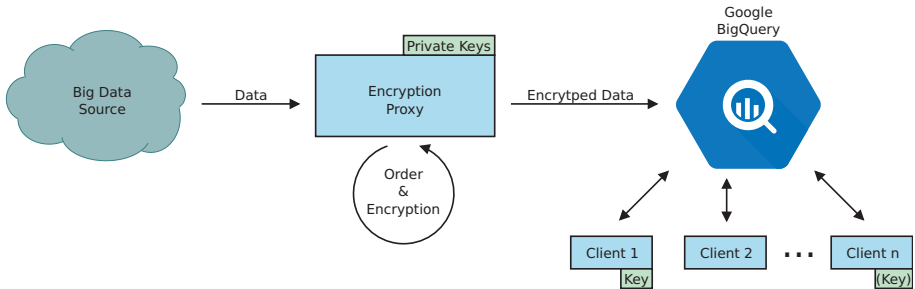 Google
BigQuery
Private Keys
Big Data
Source
Data
Encryption
Proxy
Encrytped Data
Order
&
Encryption
Client 1
Client 2
...
Client n
Key
(Key)